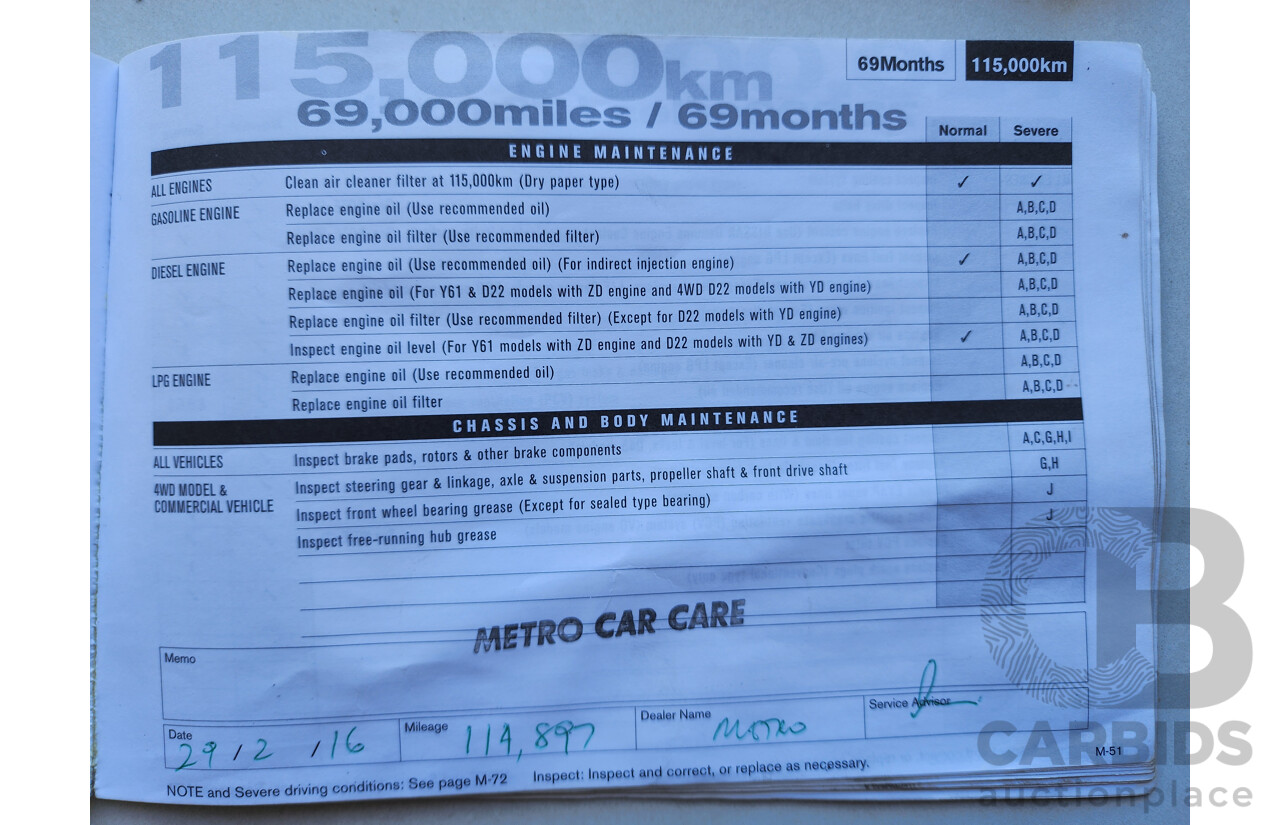 115,000km
69,000miles / 69months
69Months 115,000km
Normal Severe
ENGINE MAINTENANCE
ALL ENGINES Clean air cleaner filter at 115,000km (Dry paper type) ✓ ✓
GASOLINE ENGINE Replace engine oil (Use recommended oil) A,B,C,D
Replace engine oil filter (Use recommended filter) A,B,C,D
DIESEL ENGINE Replace engine oil (Use recommended oil) (For indirect injection engine) ✓ A,B,C,D
Replace engine oil (For Y61 & D22 models with ZD engine and 4WD D22 models with YD engine) A,B,C,D
Replace engine oil filter (Use recommended filter) (Except for D22 models with YD engine) A,B,C,D
Inspect engine oil level (For Y61 models with ZD engine and D22 models with YD & ZD engines) ✓ A,B,C,D
LPG ENGINE Replace engine oil (Use recommended oil) A,B,C,D
Replace engine oil filter A,B,C,D
CHASSIS AND BODY MAINTENANCE
ALL VEHICLES Inspect brake pads, rotors & other brake components A,C,G,H,I
4WD MODEL & COMMERCIAL VEHICLE Inspect steering gear & linkage, axle & suspension parts, propeller shaft & front drive shaft G,H
Inspect front wheel bearing grease (Except for sealed type bearing) J
Inspect free-running hub grease J
METRO CAR CARE
Memo
Date 29/2/16 Mileage 114,897 Dealer Name METRO Service Advisor
M-51
NOTE and Severe driving conditions: See page M-72 Inspect: Inspect and correct, or replace as necessary.
CB
CARBIDS
auctionplace